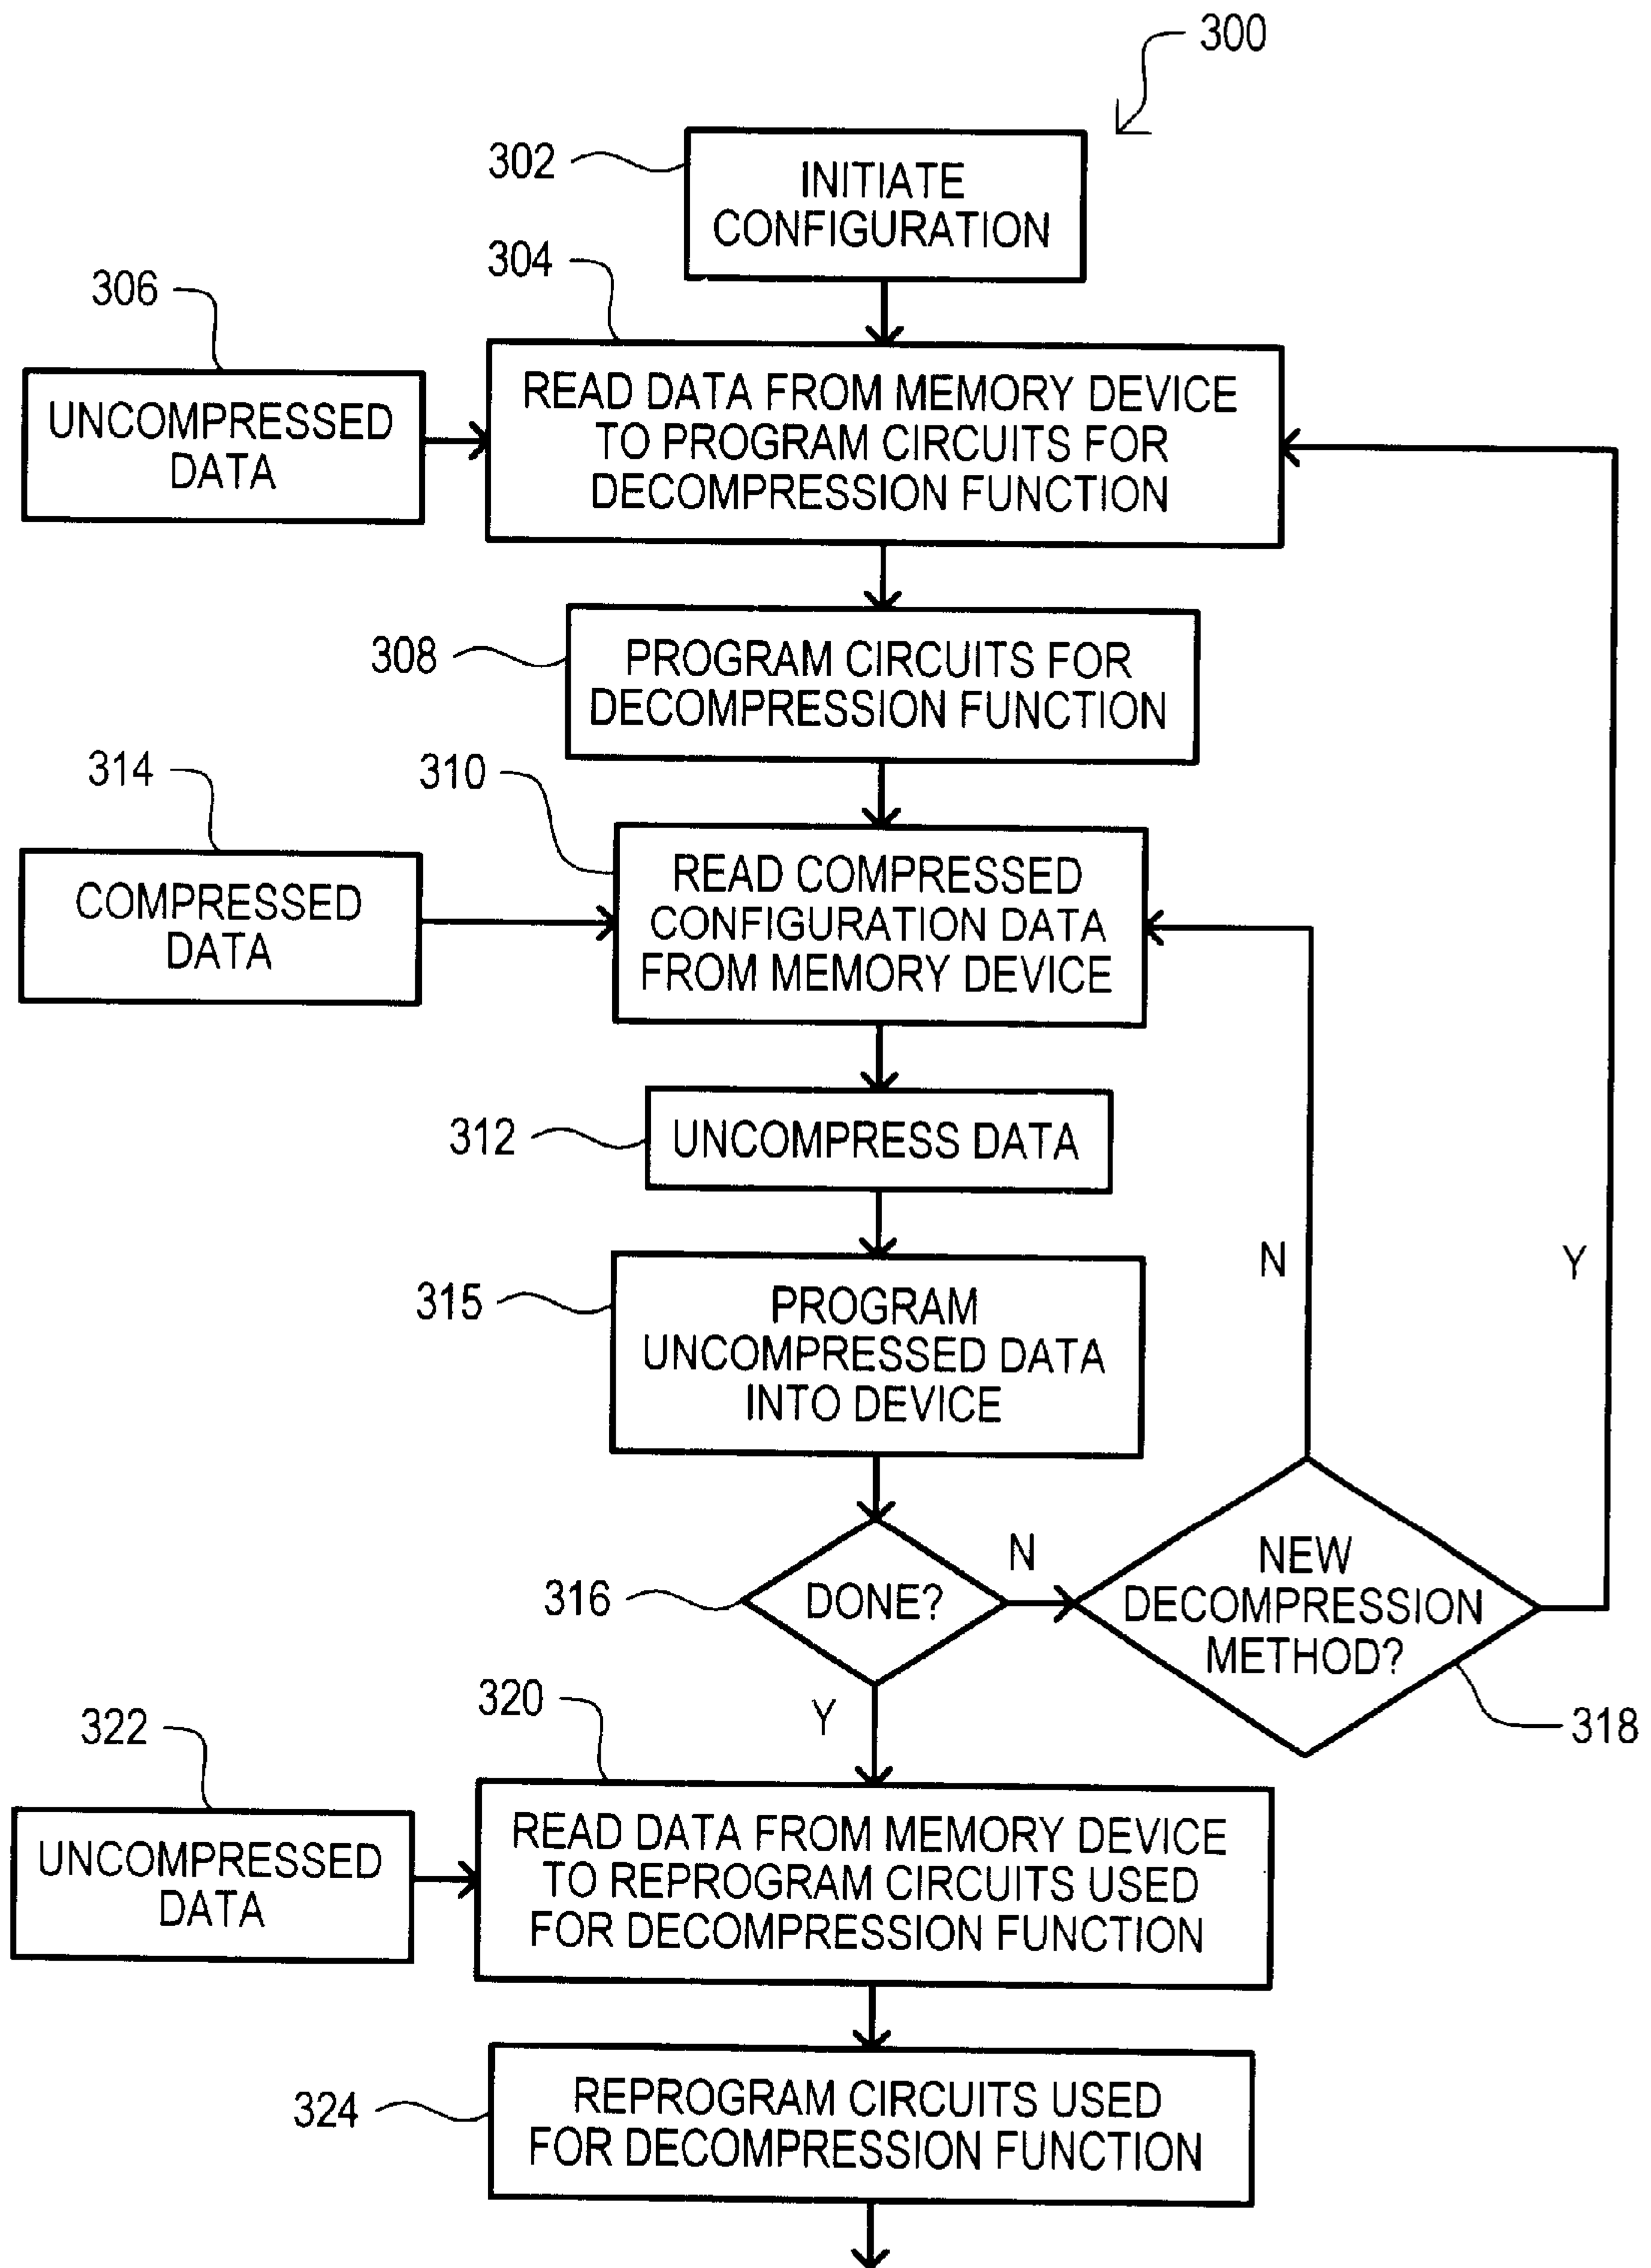 300
302
INITIATE
CONFIGURATION
304
306
UNCOMPRESSED
DATA
READ DATA FROM MEMORY DEVICE
TO PROGRAM CIRCUITS FOR
DECOMPRESSION FUNCTION
308
PROGRAM CIRCUITS FOR
DECOMPRESSION FUNCTION
314
310
COMPRESSED
DATA
READ COMPRESSED
CONFIGURATION DATA
FROM MEMORY DEVICE
312
UNCOMPRESS DATA
N
Y
315
PROGRAM
UNCOMPRESSED DATA
INTO DEVICE
316
DONE?
N
NEW
DECOMPRESSION
METHOD?
318
Y
320
322
UNCOMPRESSED
DATA
READ DATA FROM MEMORY DEVICE
TO REPROGRAM CIRCUITS USED
FOR DECOMPRESSION FUNCTION
324
REPROGRAM CIRCUITS USED
FOR DECOMPRESSION FUNCTION